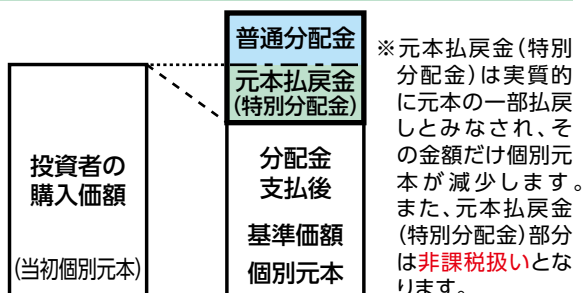 普通分配金
元本払戻金
(特別分配金)
投資者の
購入価額
(当初個別元本)
分配金
支払後
基準価額
個別元本
※元本払戻金(特別
分配金)は実質的
に元本の一部払戻
しとみなされ、そ
の金額だけ個別元
本が減少します。
また、元本払戻金
(特別分配金)部分
は非課税扱いとな
ります。